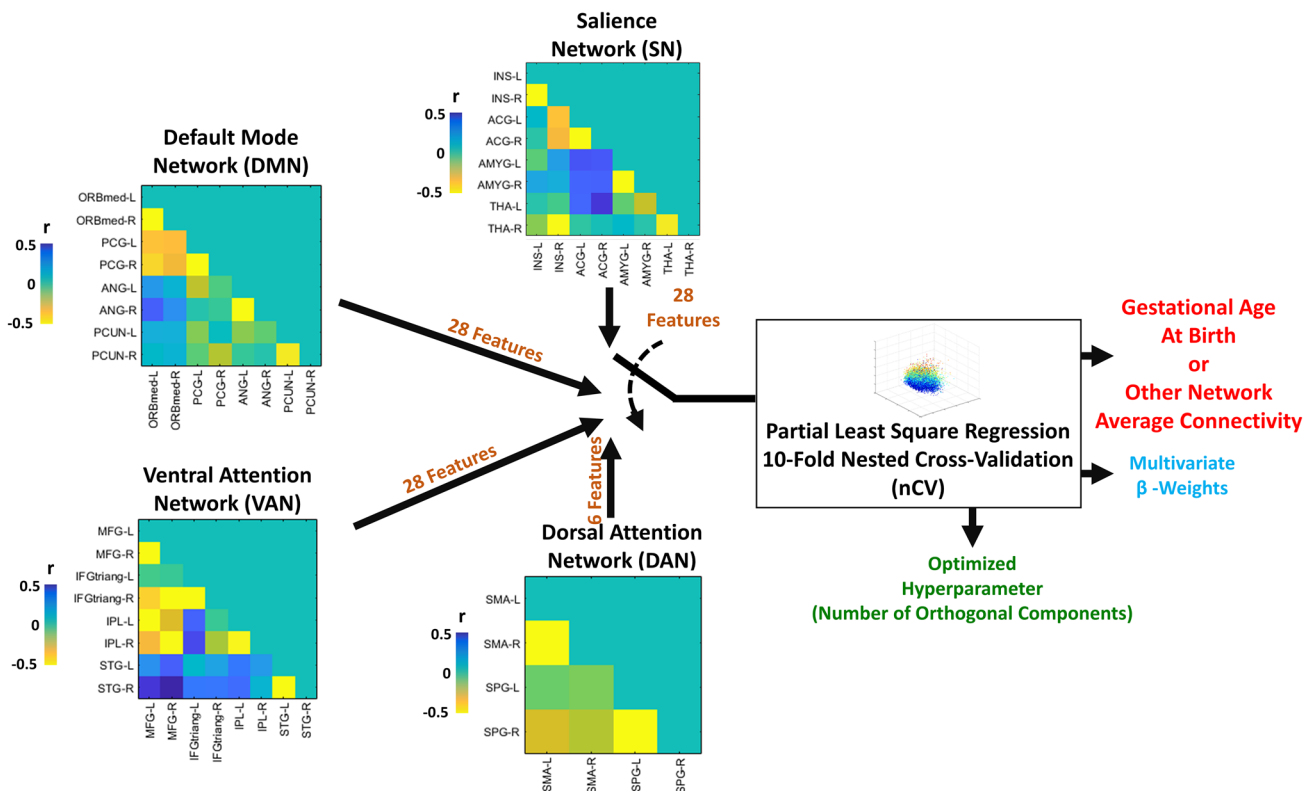 Salience
Network (SN)
r
0.5
0
-0.5
INS-L
INS-R
ACG-L
ACG-R
AMYG-L
AMYG-R
THA-L
THA-R
INS-L
INS-R
ACG-L
ACG-R
AMYG-L
AMYG-R
THA-L
THA-R
28
Features
Default Mode
Network (DMN)
r
0.5
0
-0.5
ORBmed-L
ORBmed-R
PCG-L
PCG-R
ANG-L
ANG-R
PCUN-L
PCUN-R
ORBmed-L
ORBmed-R
PCG-L
PCG-R
ANG-L
ANG-R
PCUN-L
PCUN-R
28 Features
Ventral Attention
Network (VAN)
r
0.5
0
-0.5
MFG-L
MFG-R
IFGtriang-L
IFGtriang-R
IPL-L
IPL-R
STG-L
STG-R
MFG-L
MFG-R
IFGtriang-L
IFGtriang-R
IPL-L
IPL-R
STG-L
STG-R
28 Features
6 Features
Dorsal Attention
Network (DAN)
r
0.5
0
-0.5
SMA-L
SMA-R
SPG-L
SPG-R
SMA-L
SMA-R
SPG-L
SPG-R
Partial Least Square Regression
10-Fold Nested Cross-Validation
(nCV)
Gestational Age
At Birth
or
Other Network
Average Connectivity
Multivariate
β -Weights
Optimized
Hyperparameter
(Number of Orthogonal Components)